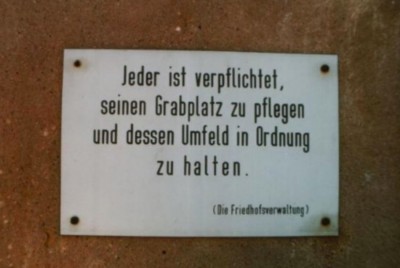 Jeder ist verpflichtet,
seinen Grabplatz zu pflegen
und dessen Umfeld in Ordnung
zu halten.
(Die Friedhofsverwaltung)